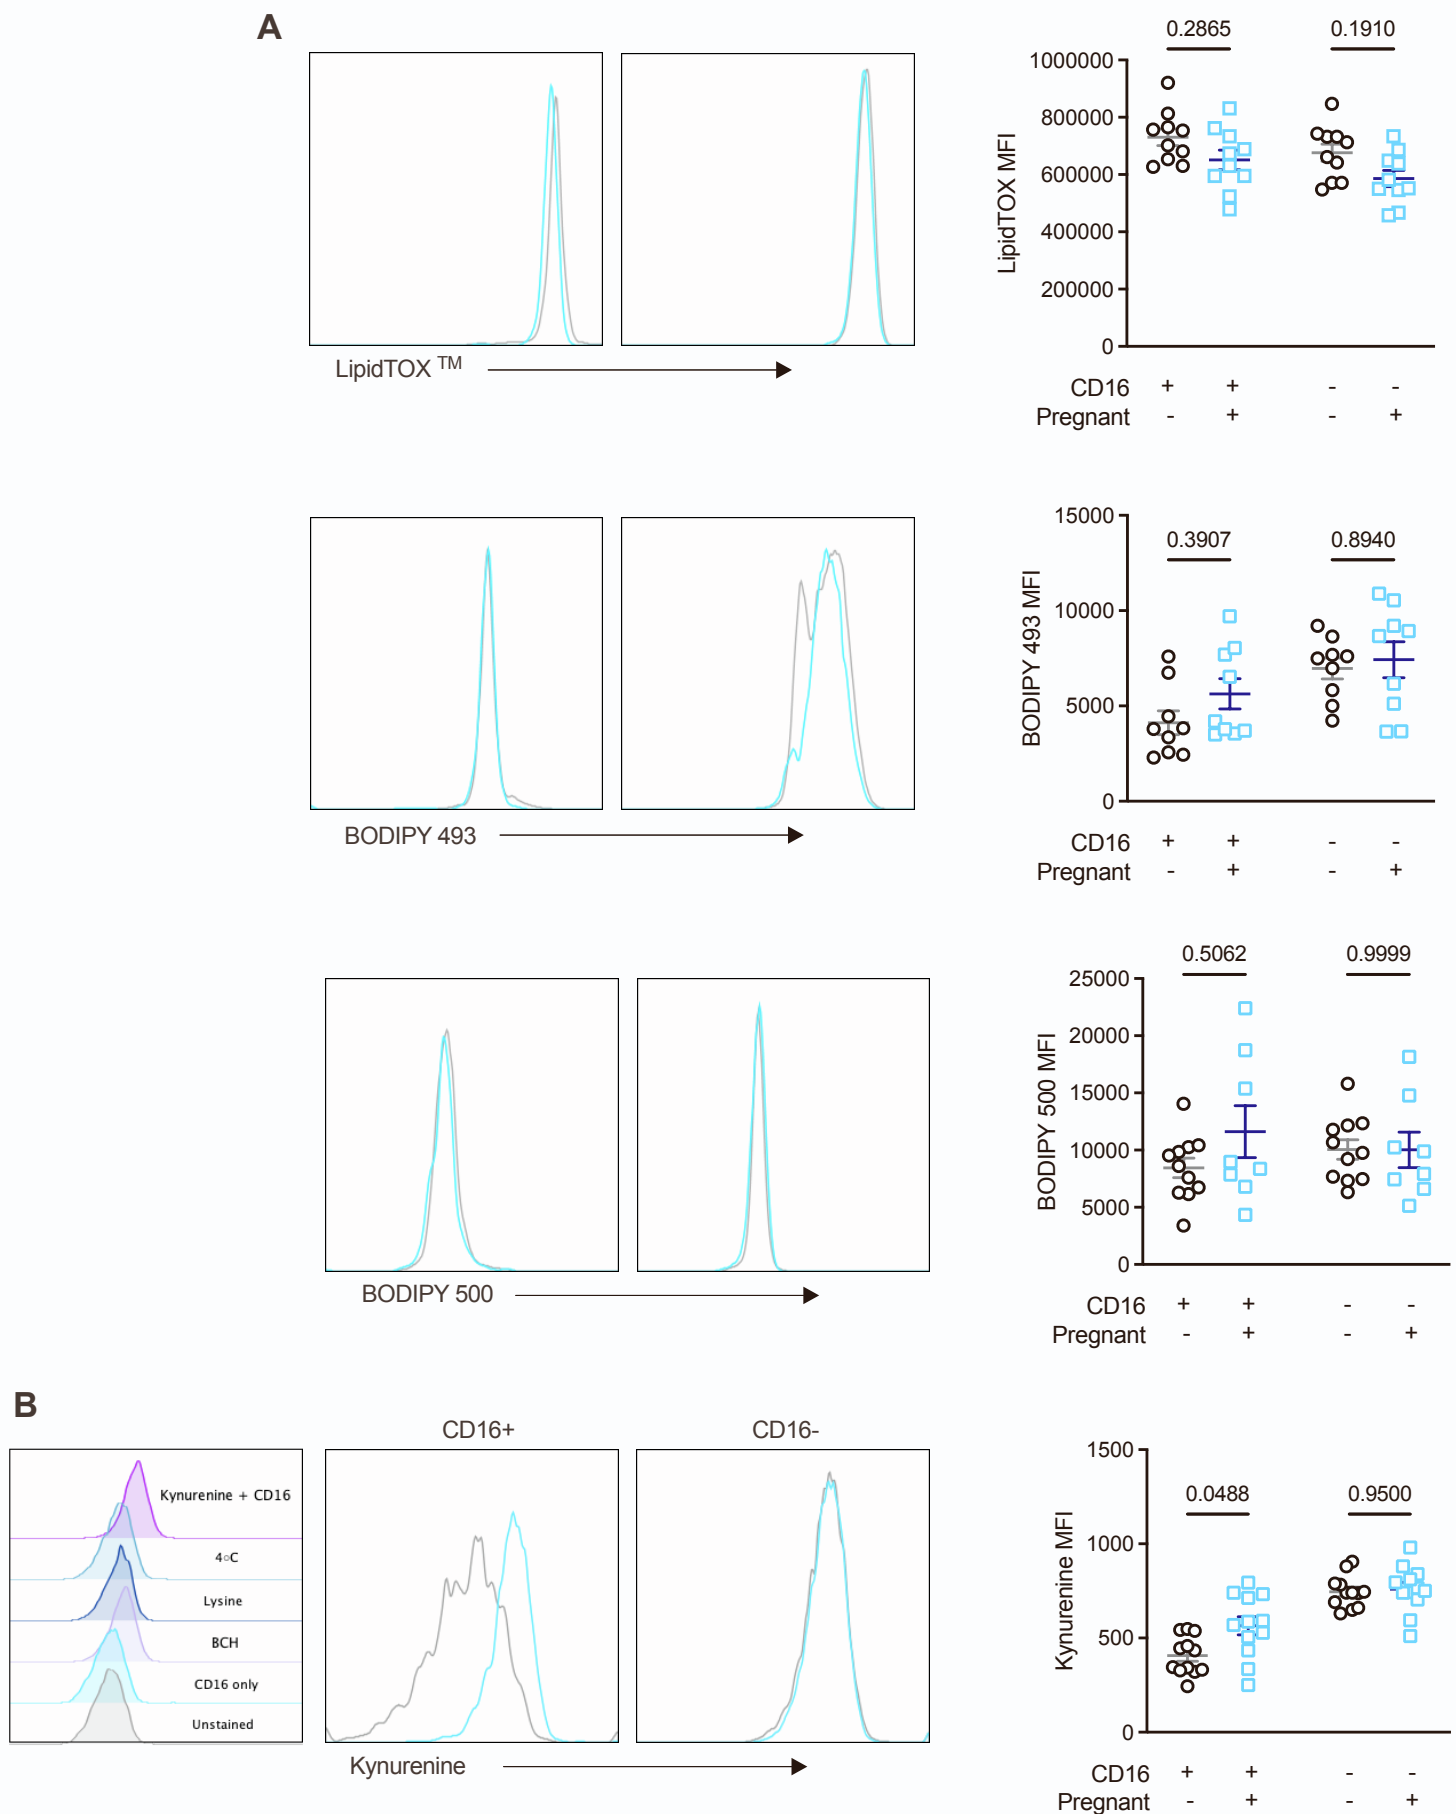 A
0.2865 0.1910
1000000
800000
600000
400000
200000
0
LipidTOX MFI
LipidTOX TM
CD16 + + - -
Pregnant - + - +
15000
10000
5000
0
BODIPY 493 MFI
0.3907 0.8940
BODIPY 493
CD16 + + - -
Pregnant - + - +
0.5062 0.9999
25000
20000
15000
10000
5000
0
BODIPY 500 MFI
BODIPY 500
CD16 + + - -
Pregnant - + - +
B
CD16+ CD16-
Kynurenine + CD16
4°C
Lysine
BCH
CD16 only
Unstained
Kynurenine
1500
1000
500
0
Kynurenine MFI
0.0488 0.9500
CD16 + + - -
Pregnant - + - +